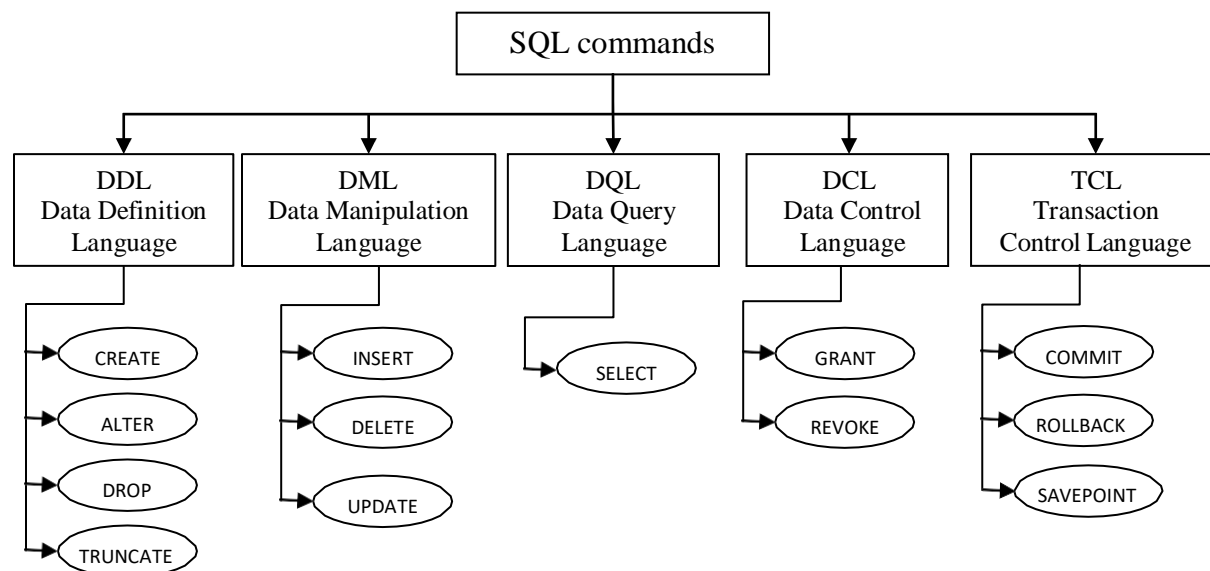 SQL commands
DDL
Data Definition
Language
DML
Data Manipulation
Language
DQL
Data Query
Language
DCL
Data Control
Language
TCL
Transaction
Control Language
CREATE
ALTER
DROP
TRUNCATE
INSERT
DELETE
UPDATE
SELECT
GRANT
REVOKE
COMMIT
ROLLBACK
SAVEPOINT